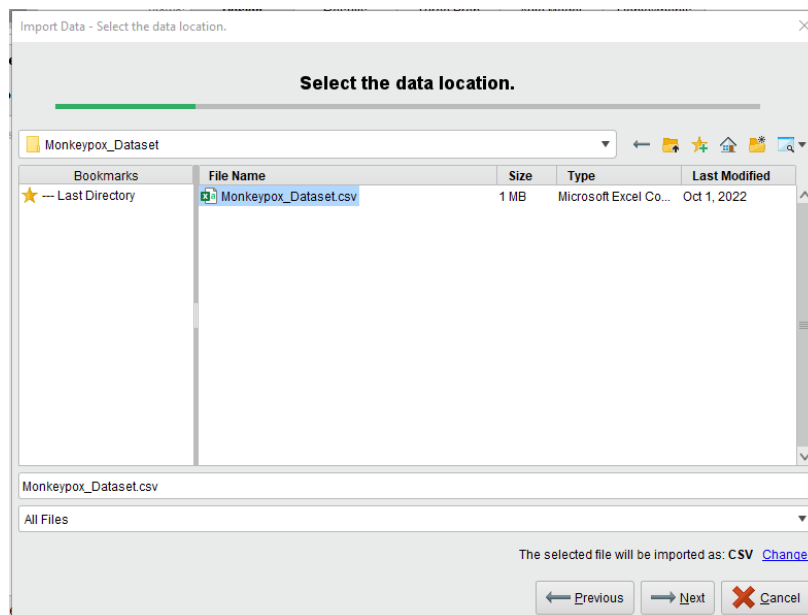 Import Data - Select the data location.
Select the data location.
Monkeypox_Dataset
Bookmarks
File Name
Size
Type
Last Modified
--- Last Directory
Monkeypox_Dataset.csv
1 MB
Microsoft Excel Co...
Oct 1, 2022
Monkeypox_Dataset.csv
All Files
The selected file will be imported as: CSV Change
Previous
Next
Cancel